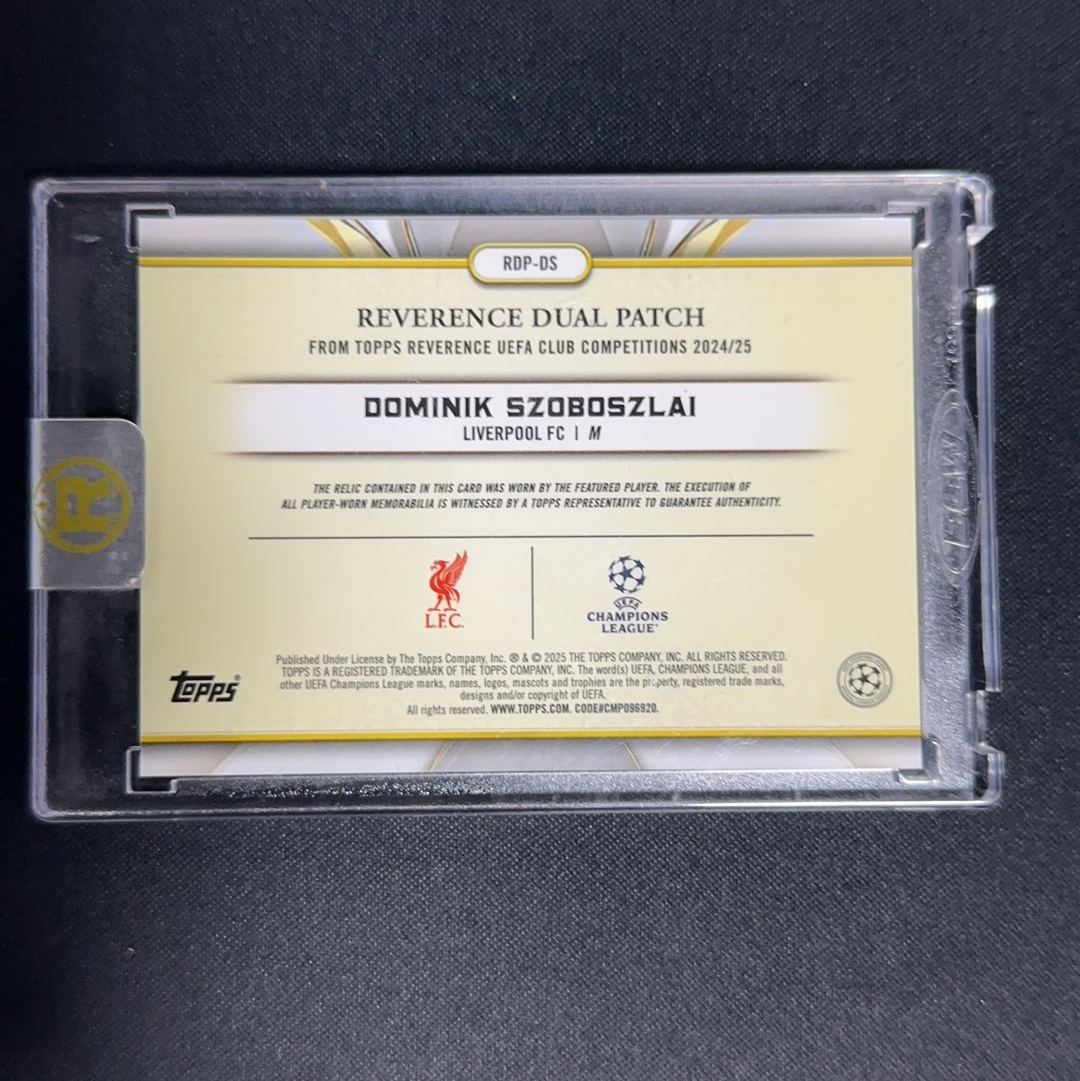 RDP-DS
REVERENCE DUAL PATCH
FROM TOPPS REVERENCE UEFA CLUB COMPETITIONS 2024/25
DOMINIK SZOBOSZLAI
LIVERPOOL FC | M
THE RELIC CONTAINED IN THIS CARD WAS WORN BY THE FEATURED PLAYER. THE EXECUTION OF
ALL PLAYER-WORN MEMORABILIA IS WITNESSED BY A TOPPS REPRESENTATIVE TO GUARANTEE AUTHENTICITY.
R
L.F.C.
UEFA
CHAMPIONS
LEAGUE
Published Under License by The Topps Company, Inc. ® & © 2025 THE TOPPS COMPANY, INC. ALL RIGHTS RESERVED.
TOPPS IS A REGISTERED TRADEMARK OF THE TOPPS COMPANY, INC. The word(s) UEFA, CHAMPIONS LEAGUE, and all
other UEFA Champions League marks, names, logos, mascots and trophies are the property, registered trade marks,
designs and/or copyright of UEFA.
All rights reserved. WWW.TOPPS.COM. CODE#CMP096920.
TOPPS®